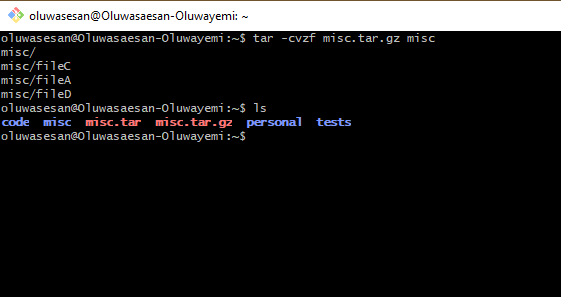 oluwasesan@Oluwasaesan-Oluwayemi: ~
oluwasesan@Oluwasaesan-Oluwayemi:~$ tar -cvzf misc.tar.gz misc
misc/
misc/fileC
misc/fileA
misc/fileD
oluwasesan@Oluwasaesan-Oluwayemi:~$ ls
code misc misc.tar misc.tar.gz personal tests
oluwasesan@Oluwasaesan-Oluwayemi:~$